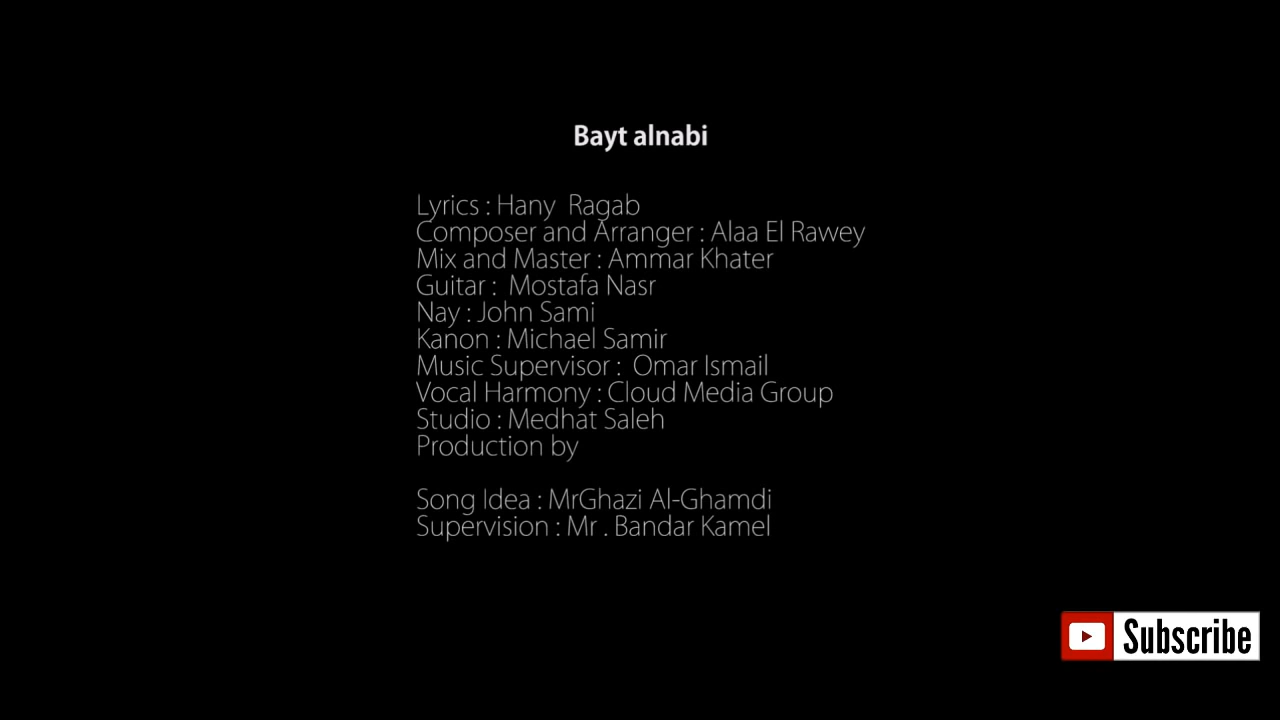 Bayt alnabi
Lyrics : Hany  Ragab
Composer and Arranger : Alaa El Rawey
Mix and Master : Ammar Khater
Guitar :  Mostafa Nasr
Nay : John Sami
Kanon : Michael Samir
Music Supervisor :  Omar Ismail
Vocal Harmony : Cloud Media Group
Studio : Medhat Saleh
Production by
Song Idea : MrGhazi Al-Ghamdi
Supervision : Mr . Bandar Kamel
Subscribe